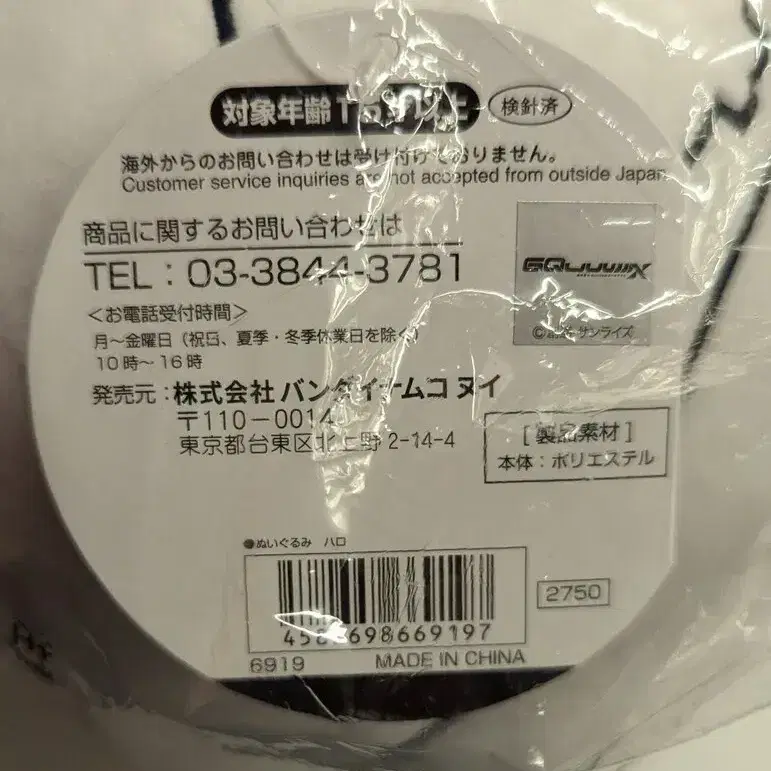 対象年齢
検針済
海外からのお問い合わせは受け付けておりません。
Customer service inquiries are not accepted from outside Japan
商品に関するお問い合わせは
TEL：03-3844-3781
＜お電話受付時間＞
月～金曜日（祝日、夏季・冬季休業日を除く）
10時～16時
GQuuuuuuX
サンライズ
発売元：株式会社 バンダイナムコ ヌイ
〒110-0014
東京都台東区北上野 2-14-4
[ 製品素材 ]
本体：ポリエステル
●ぬいぐるみ ハロ
2750
6919
MADE IN CHINA